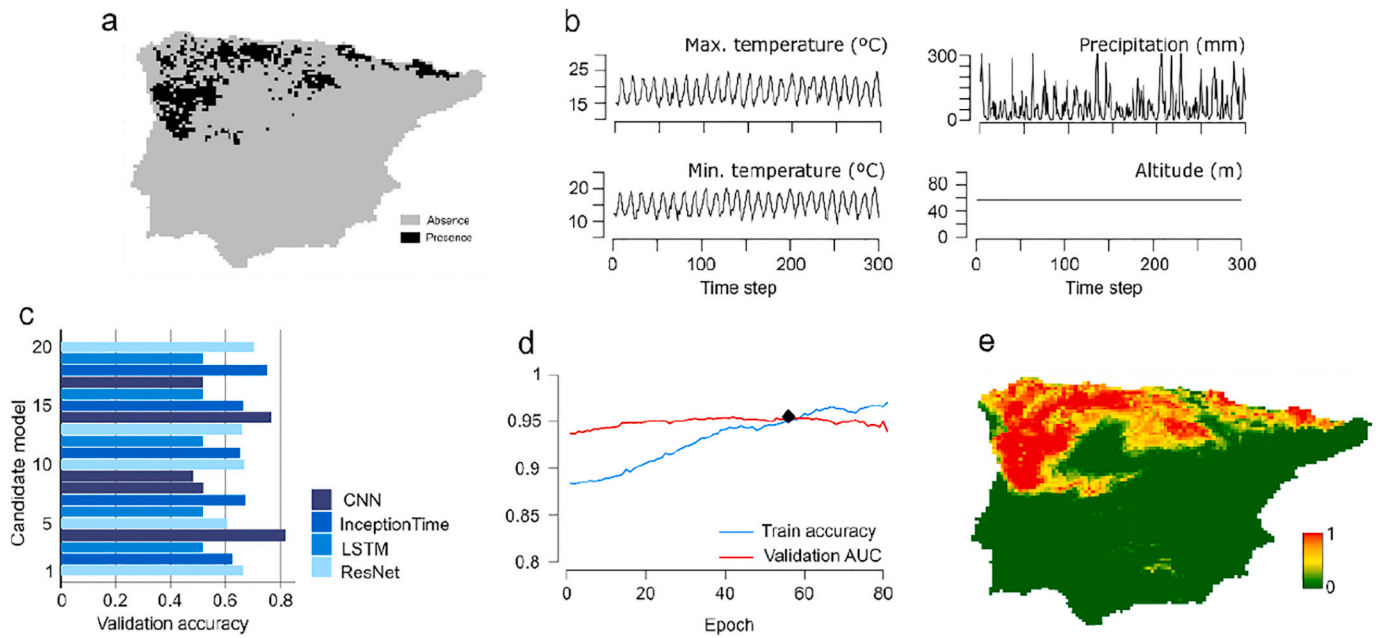 a
Absence
Presence
b
Max. temperature (ºC)
25
15
Precipitation (mm)
300
0
Min. temperature (ºC)
20
10
0
100
200
300
Time step
Altitude (m)
80
60
40
0
0
100
200
300
Time step
c
Candidate model
20
15
10
5
1
0
0.2
0.4
0.6
0.8
Validation accuracy
CNN
InceptionTime
LSTM
ResNet
d
1
0.95
0.9
0.85
0.8
0
20
40
60
80
Epoch
Train accuracy
Validation AUC
e
1
0